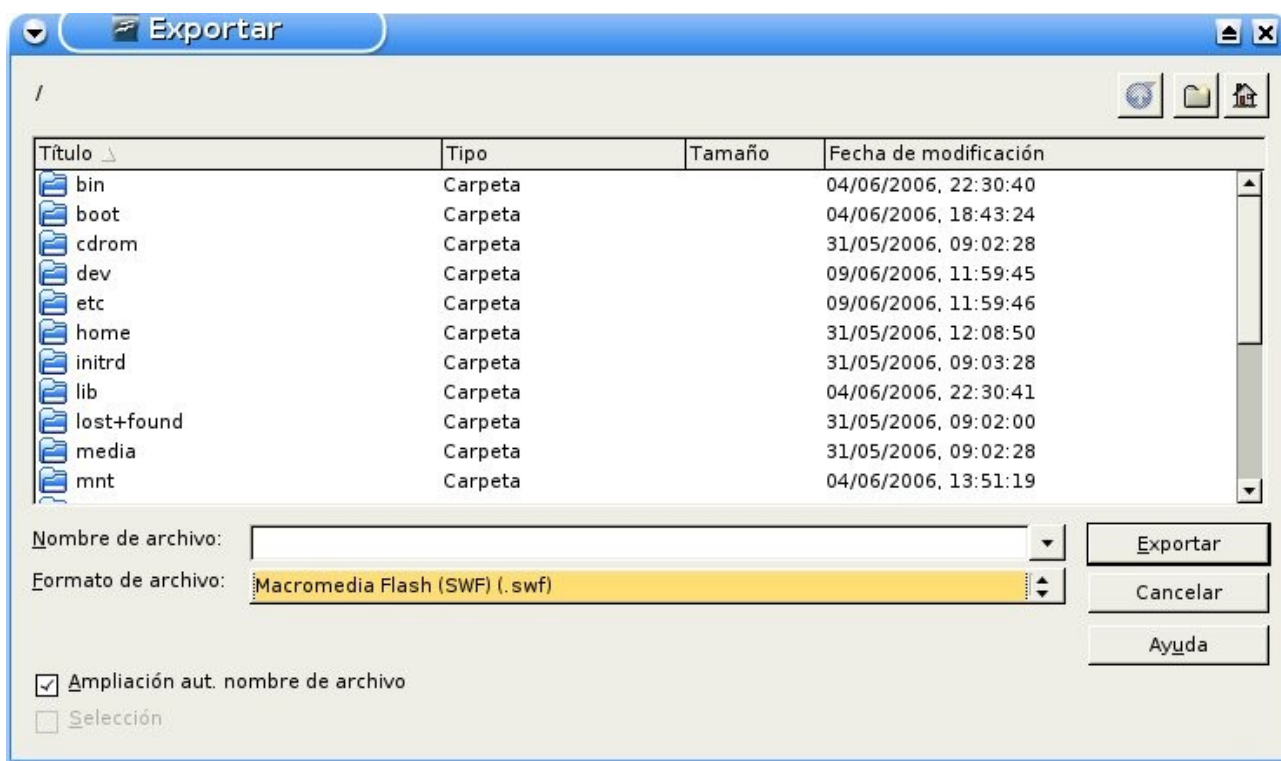 Exportar
/
Título Tipo Tamaño Fecha de modificación
bin Carpeta 04/06/2006, 22:30:40
boot Carpeta 04/06/2006, 18:43:24
cdrom Carpeta 31/05/2006, 09:02:28
dev Carpeta 09/06/2006, 11:59:45
etc Carpeta 09/06/2006, 11:59:46
home Carpeta 31/05/2006, 12:08:50
initrd Carpeta 31/05/2006, 09:03:28
lib Carpeta 04/06/2006, 22:30:41
lost+found Carpeta 31/05/2006, 09:02:00
media Carpeta 31/05/2006, 09:02:28
mnt Carpeta 04/06/2006, 13:51:19
Nombre de archivo: Exportar
Formato de archivo: Macromedia Flash (SWF) (.swf) Cancelar
Ayuda
Ampliación aut. nombre de archivo
Selección